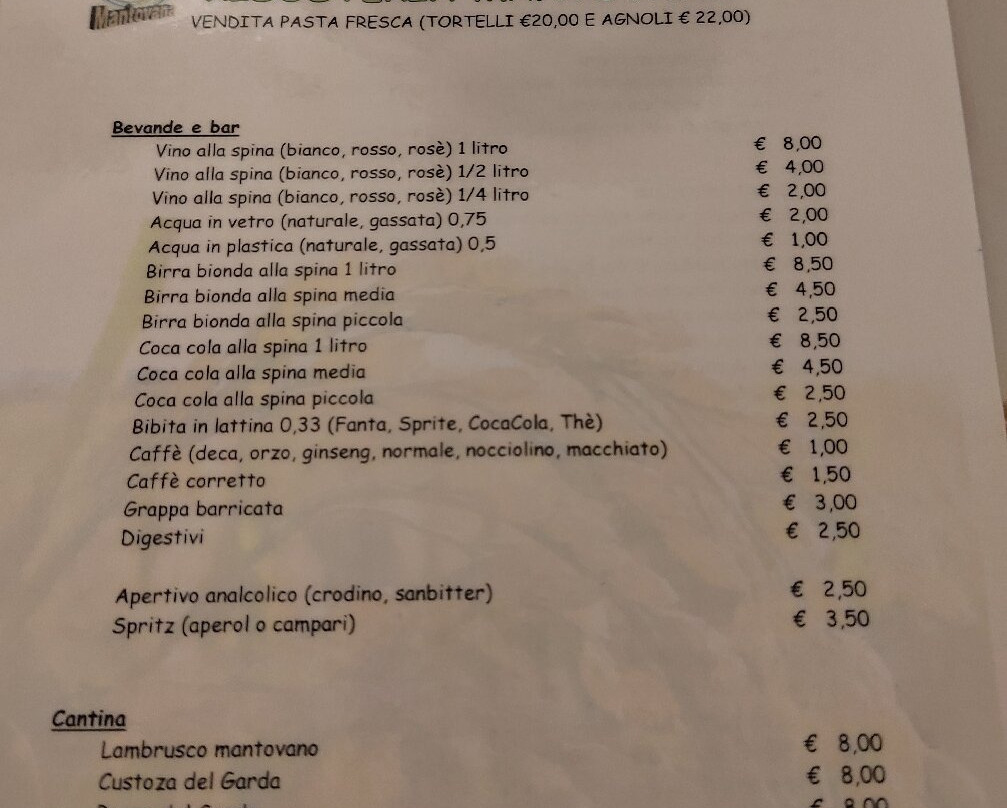 Mantovana
VENDITA PASTA FRESCA (TORTELLI €20,00 E AGNOLI € 22,00)
Bevande e bar
Vino alla spina (bianco, rosso, rosè) 1 litro € 8,00
Vino alla spina (bianco, rosso, rosè) 1/2 litro € 4,00
Vino alla spina (bianco, rosso, rosè) 1/4 litro € 2,00
Acqua in vetro (naturale, gassata) 0,75 € 2,00
Acqua in plastica (naturale, gassata) 0,5 € 1,00
Birra bionda alla spina 1 litro € 8,50
Birra bionda alla spina media € 4,50
Birra bionda alla spina piccola € 2,50
Coca cola alla spina 1 litro € 8,50
Coca cola alla spina media € 4,50
Coca cola alla spina piccola € 2,50
Bibita in lattina 0,33 (Fanta, Sprite, CocaCola, Thè) € 2,50
Caffè (deca, orzo, ginseng, normale, nocciolino, macchiato) € 1,00
Caffè corretto € 1,50
Grappa barricata € 3,00
Digestivi € 2,50
Apertivo analcolico (crodino, sanbitter) € 2,50
Spritz (aperol o campari) € 3,50
Cantina
Lambrusco mantovano € 8,00
Custoza del Garda € 8,00
€ 8,00